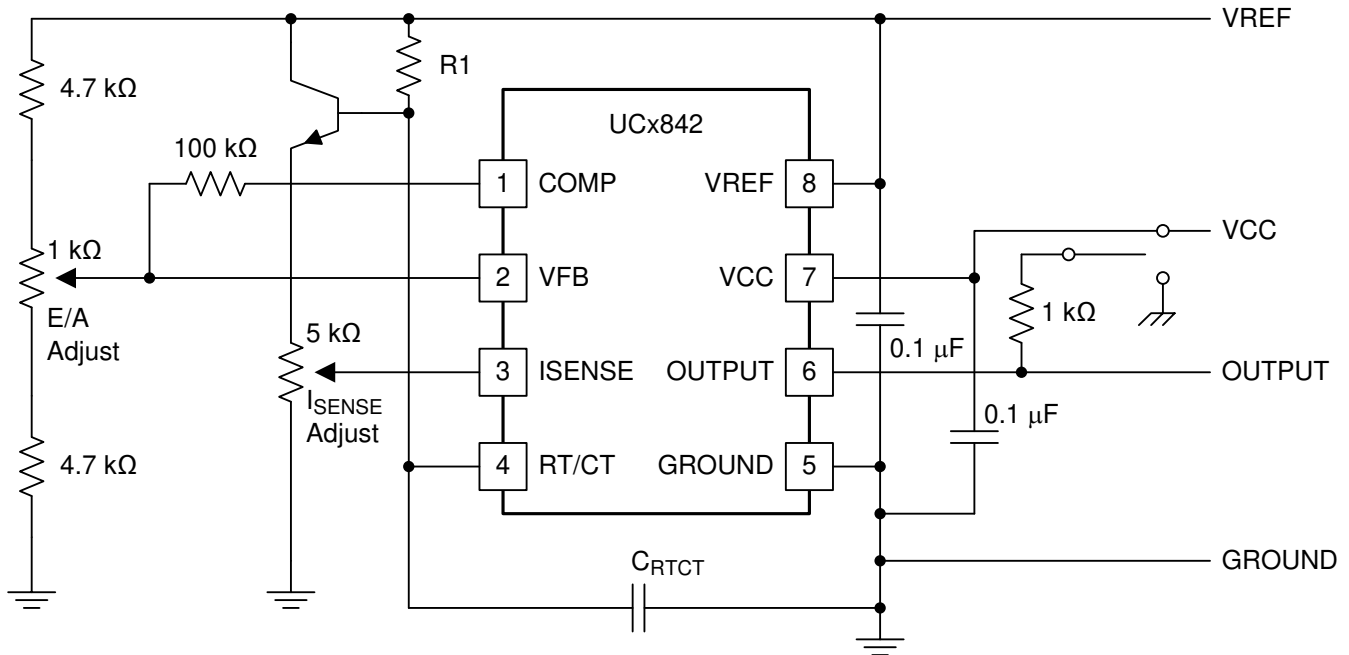 VREF
4.7 kΩ
R1
UCx842
100 kΩ
1 COMP VREF 8
1 kΩ
E/A
Adjust
2 VFB VCC 7
VCC
1 kΩ
5 kΩ
0.1 μF
3 ISENSE OUTPUT 6
OUTPUT
ISENSE
Adjust
0.1 μF
4.7 kΩ
4 RT/CT GROUND 5
CRTCT
GROUND